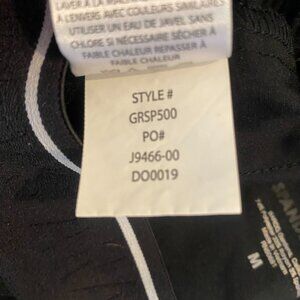 LAVER À LA MACHINE
À L'ENVERS AVEC COULEURS SIMILAIRES
UTILISER UN EAU DE JAVEL SANS
CHLORE SI NÉCESSAIRE SÉCHER À
FAIBLE CHALEUR REPASSER À
FAIBLE CHALEUR
STYLE #
GRSP500
PO#
J9466-00
DO0019
M